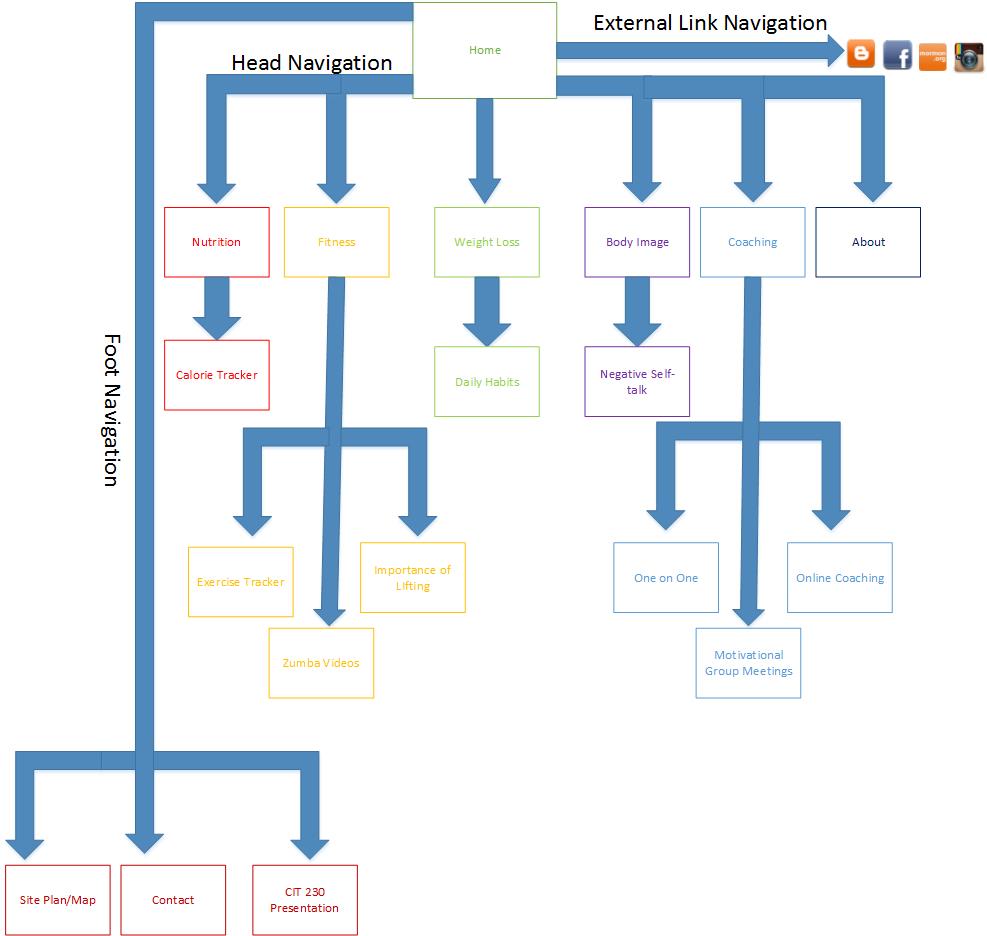 External Link Navigation
Home
Head Navigation
mormon
.org
Nutrition
Fitness
Weight Loss
Body Image
Coaching
About
Foot Navigation
Calorie Tracker
Daily Habits
Negative Self-
talk
Exercise Tracker
Importance of
LIfting
One on One
Online Coaching
Zumba Videos
Motivational
Group Meetings
Site Plan/Map
Contact
CIT 230
Presentation